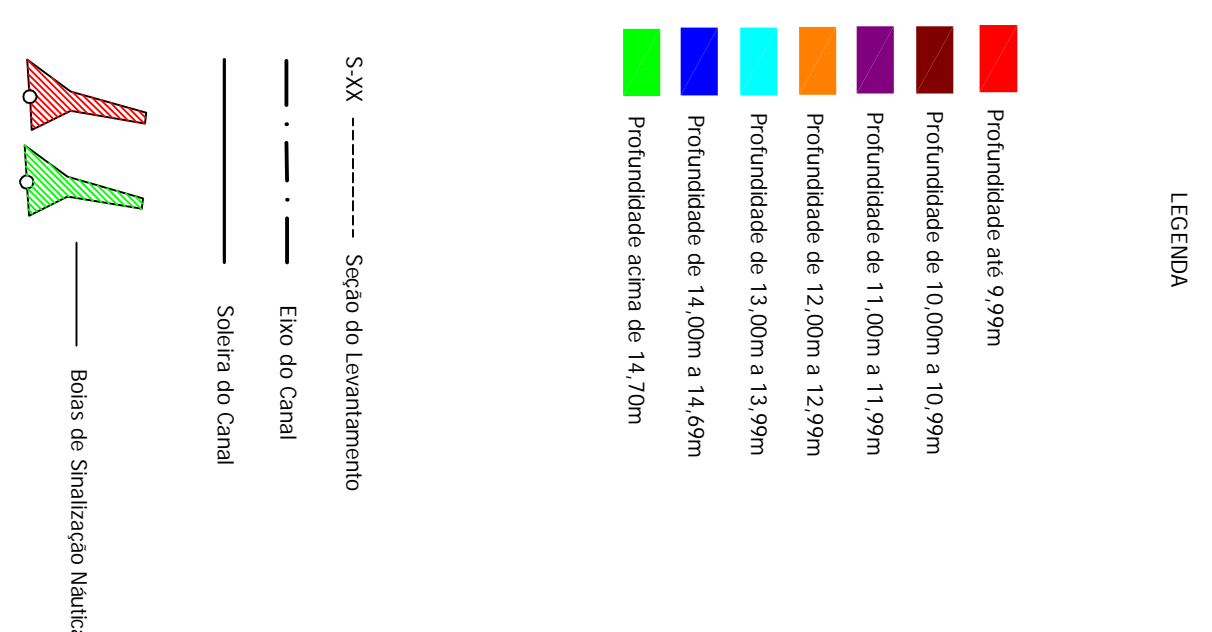 LEGENDA
Profundidade até 9,99m
Profundidade de 10,00m a 10,99m
Profundidade de 11,00m a 11,99m
Profundidade de 12,00m a 12,99m
Profundidade de 13,00m a 13,99m
Profundidade de 14,00m a 14,69m
Profundidade acima de 14,70m
S-XX Seção do Levantamento
Eixo do Canal
Soleira do Canal
Boias de Sinalização Náutica